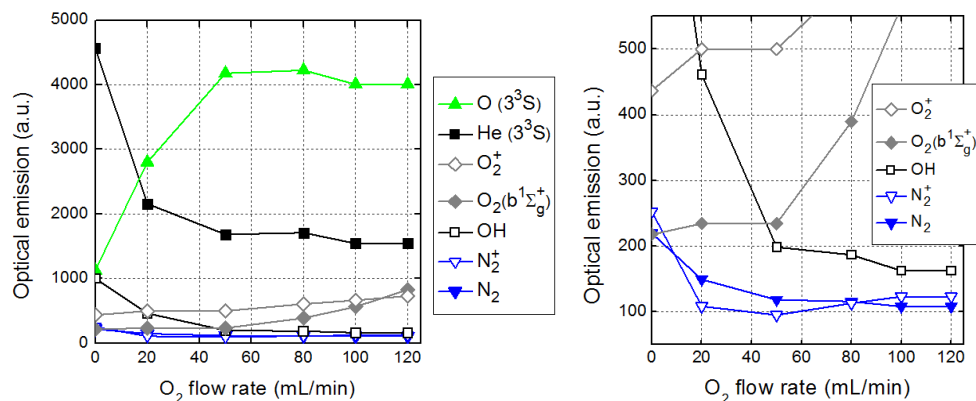 5000
4000
3000
2000
1000
0
Optical emission (a.u.)
0 20 40 60 80 100 120
O₂ flow rate (mL/min)
O (3³S)
He (3³S)
O₂⁺
O₂(b¹Σg⁺)
OH
N₂⁺
N₂
500
400
300
200
100
Optical emission (a.u.)
0 20 40 60 80 100 120
O₂ flow rate (mL/min)
O₂⁺
O₂(b¹Σg⁺)
OH
N₂⁺
N₂